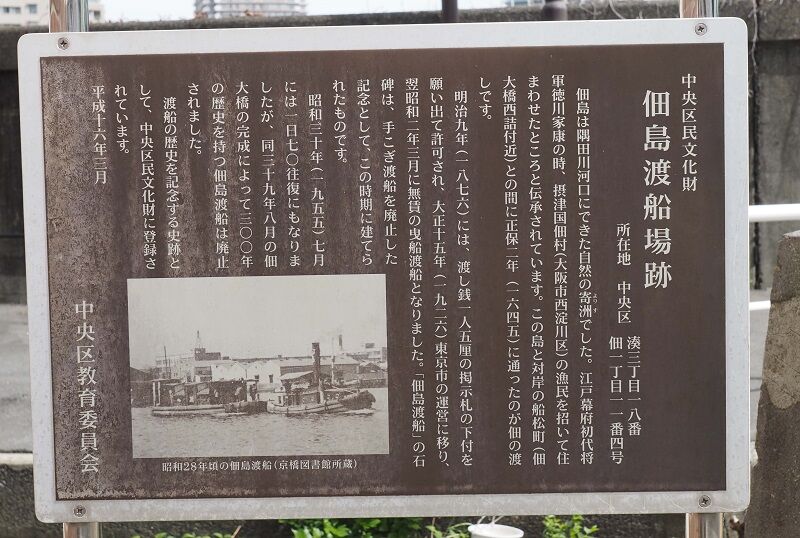 中央区民文化財
佃島渡船場跡
所在地 中央区 湊三丁目一八番
佃一丁目一一番四号
佃島は隅田川河口にできた自然の寄洲でした。江戸幕府初代将
よりす
軍徳川家康の時、摂津国佃村(大阪市西淀川区)の漁民を招いて住
まわせたところと伝承されています。この島と対岸の船松町(佃
大橋西詰付近)との間に正保二年(一六四五)に通ったのが佃の渡
しです。
明治九年(一八七六)には、渡し銭一人五厘の掲示札の下付を
願い出て許可され、大正十五年(一九二六)東京市の運営に移り、
翌昭和二年三月に無賃の曳船渡船となりました。「佃島渡船」の石
碑は、手こぎ渡船を廃止した
記念として、この時期に建てら
れたものです。
昭和三十年(一九五五)七月
には一日七〇往復にもなりま
したが、同三十九年八月の佃
大橋の完成によって三〇〇年
の歴史を持つ佃島渡船は廃止
されました。
渡船の歴史を記念する史跡と
して、中央区民文化財に登録さ
れています。
平成十六年三月
中央区教育委員会
昭和28年頃の佃島渡船(京橋図書館所蔵)